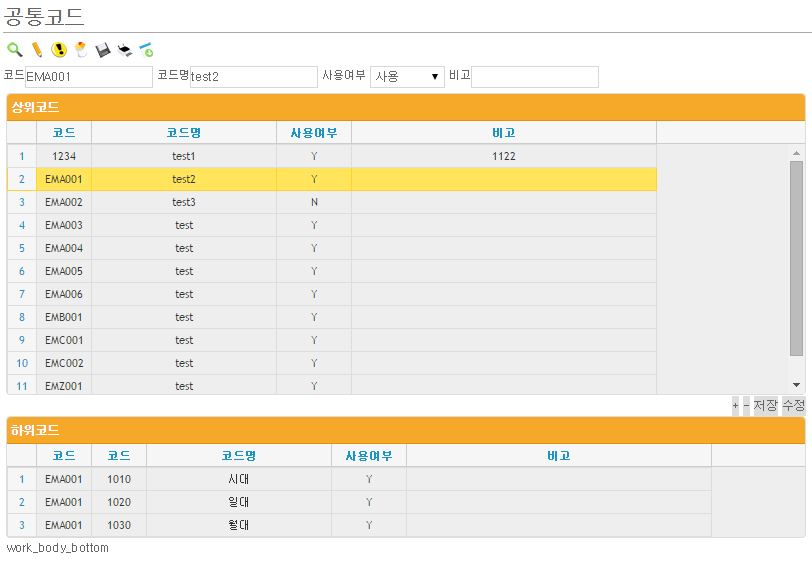 공통코드
코드 EMA001 코드명 test2 사용여부 사용 비고
상위코드
코드 코드명 사용여부 비고
1 1234 test1 Y 1122
2 EMA001 test2 Y
3 EMA002 test3 N
4 EMA003 test Y
5 EMA004 test Y
6 EMA005 test Y
7 EMA006 test Y
8 EMB001 test Y
9 EMC001 test Y
10 EMC002 test Y
11 EMZ001 test Y
+ - 저장 수정
하위코드
코드 코드 코드명 사용여부 비고
1 EMA001 1010 시대 Y
2 EMA001 1020 일대 Y
3 EMA001 1030 월대 Y
work_body_bottom